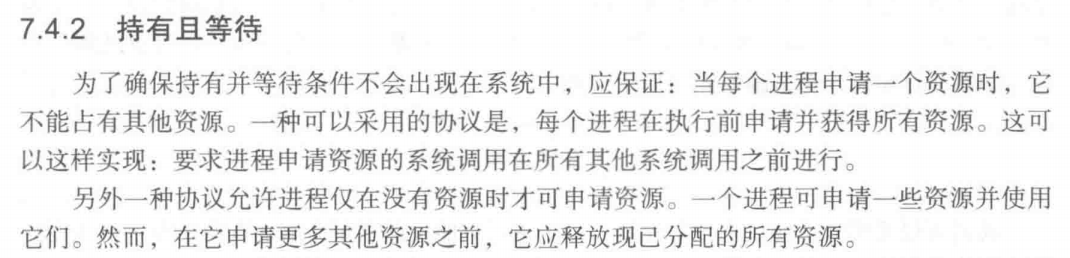 7.4.2 持有且等待
为了确保持有并等待条件不会出现在系统中，应保证：当每个进程申请一个资源时，它
不能占有其他资源。一种可以采用的协议是，每个进程在执行前申请并获得所有资源。这可
以这样实现：要求进程申请资源的系统调用在所有其他系统调用之前进行。
另外一种协议允许进程仅在没有资源时才可申请资源。一个进程可申请一些资源并使用
它们。然而，在它申请更多其他资源之前，它应释放现已分配的所有资源。